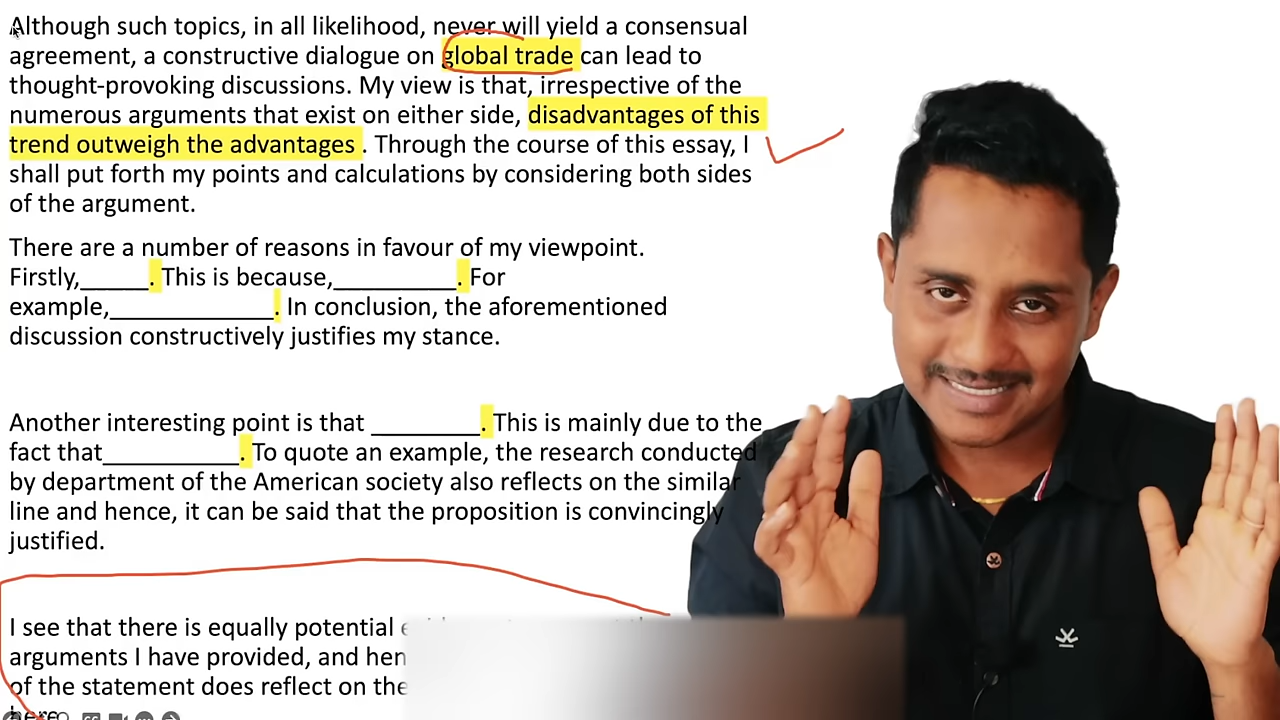 Although such topics, in all likelihood, never will yield a consensual
agreement, a constructive dialogue on global trade can lead to
thought-provoking discussions. My view is that, irrespective of the
numerous arguments that exist on either side, disadvantages of this
trend outweigh the advantages . Through the course of this essay, I
shall put forth my points and calculations by considering both sides
of the argument.
There are a number of reasons in favour of my viewpoint.
Firstly,_____. This is because,_________. For
example,____________. In conclusion, the aforementioned
discussion constructively justifies my stance.
Another interesting point is that ________. This is mainly due to the
fact that__________. To quote an example, the research conducted
by department of the American society also reflects on the similar
line and hence, it can be said that the proposition is convincingly
justified.
I see that there is equally potential
arguments I have provided, and hen
of the statement does reflect on the
here